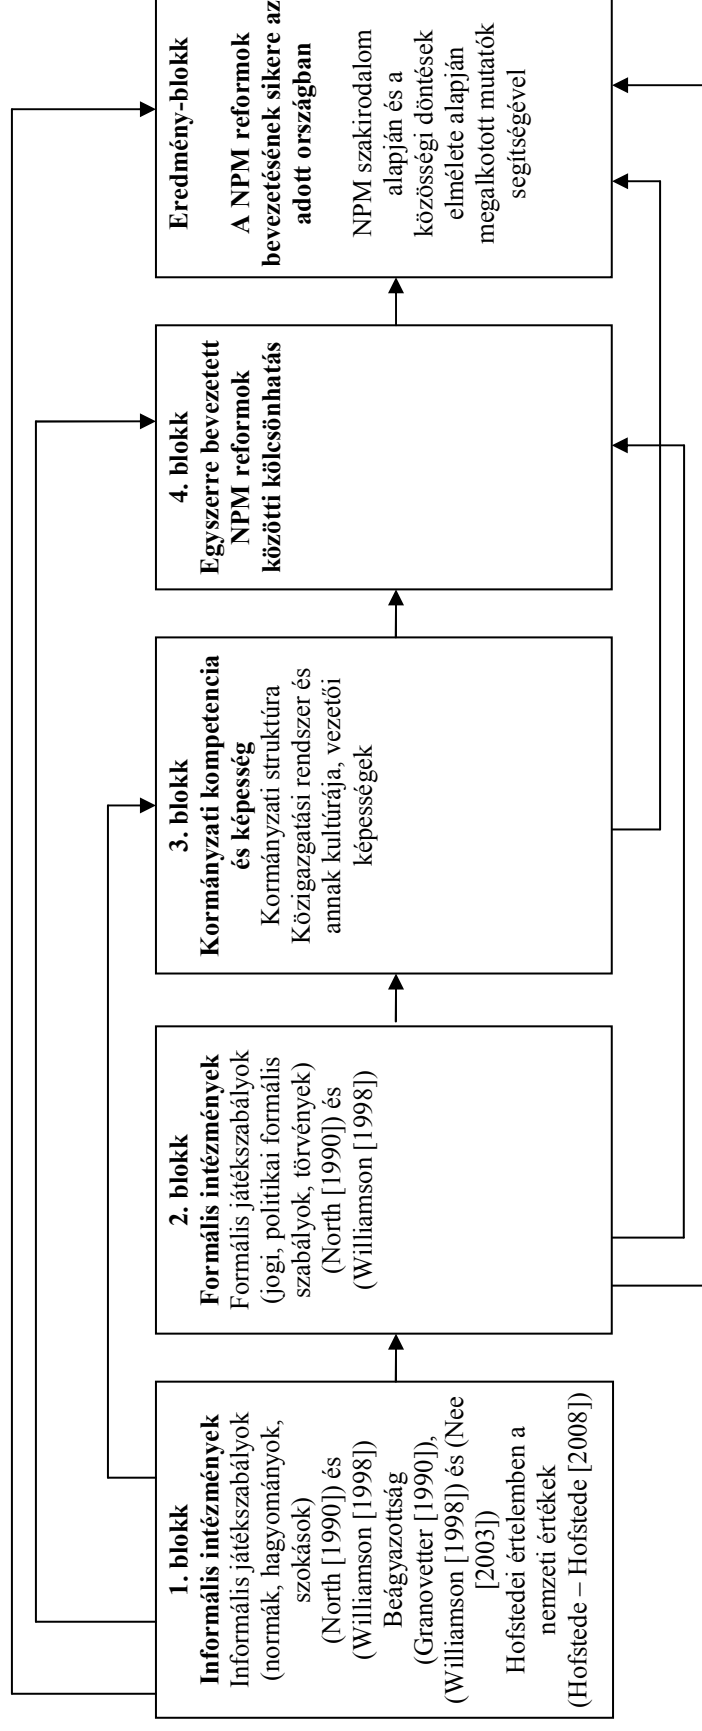 1. blokk
Informális intézmények
Informális játékszabályok
(normák, hagyományok,
szokások)
(North [1990]) és
(Williamson [1998])
Beágyazottság
(Granovetter [1990]),
(Williamson [1998]) és (Nee
[2003])
Hofstedei értelemben a
nemzeti értékek
(Hofstede – Hofstede [2008])
2. blokk
Formális intézmények
Formális játékszabályok
(jogi, politikai formális
szabályok, törvények)
(North [1990]) és
(Williamson [1998])
3. blokk
Kormányzati kompetencia
és képesség
Kormányzati struktúra
Közigazgatási rendszer és
annak kultúrája, vezetői
képességek
4. blokk
Egyszerre bevezetett
NPM reformok
közötti kölcsönhatás
Eredmény-blokk
A NPM reformok
bevezetésének sikere az
adott országban
NPM szakirodalom
alapján és a
közösségi döntések
elmélete alapján
megalkotott mutatók
segítségével